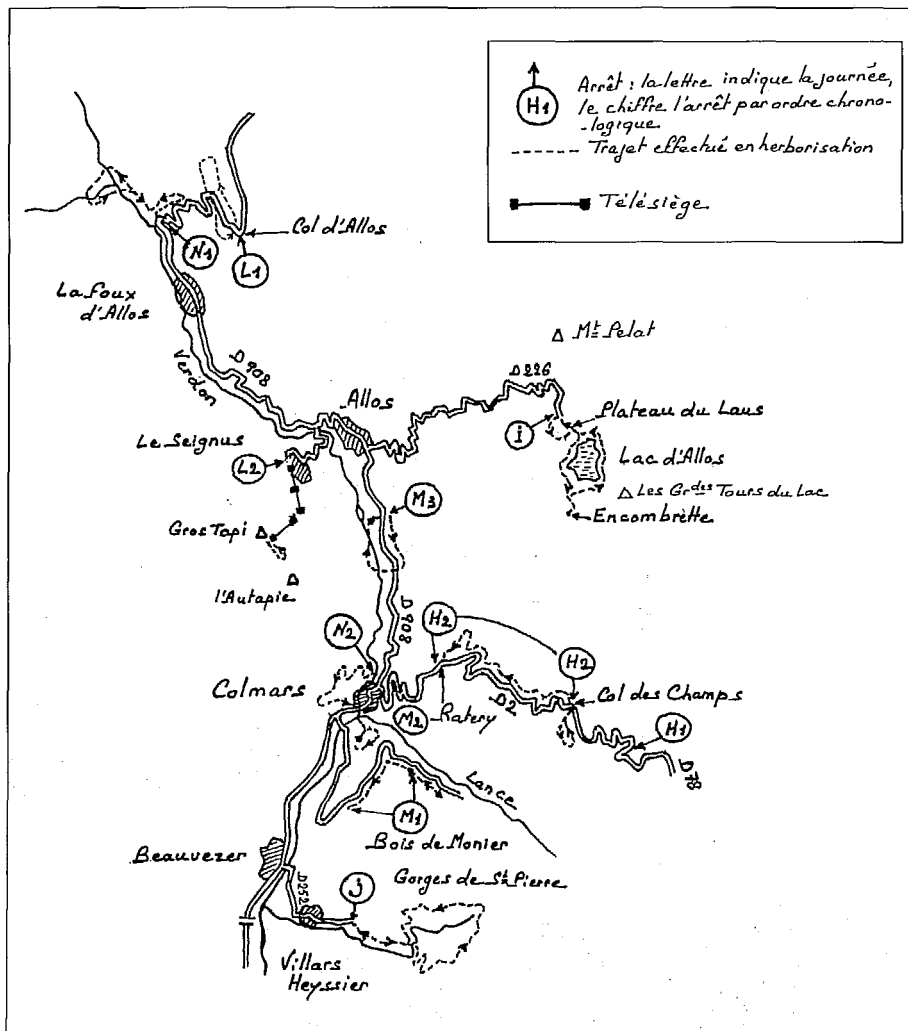 H1
Arrêt : la lettre indique la journée,
le chiffre l'arrêt par ordre chrono-
-logique.
Trajet effectué en herborisation
Télésiège
Col d'Allos
N1
L1
La Foux
d'Allos
Verdon
D 908
Mt Pelat
D 226
Allos
Plateau du Laus
I
Le Seignus
L2
Lac d'Allos
M3
Les Grdes Tours du Lac
Encombrette
Gros Tapi
l'Autapie
D 908
N2
H2
H2
Colmars
Col des Champs
D2
M2
Ratery
H1
D 78
Lance
M1
Bois de Monier
Beauvezer
Gorges de St Pierre
D252
J
Villars
Heyssier